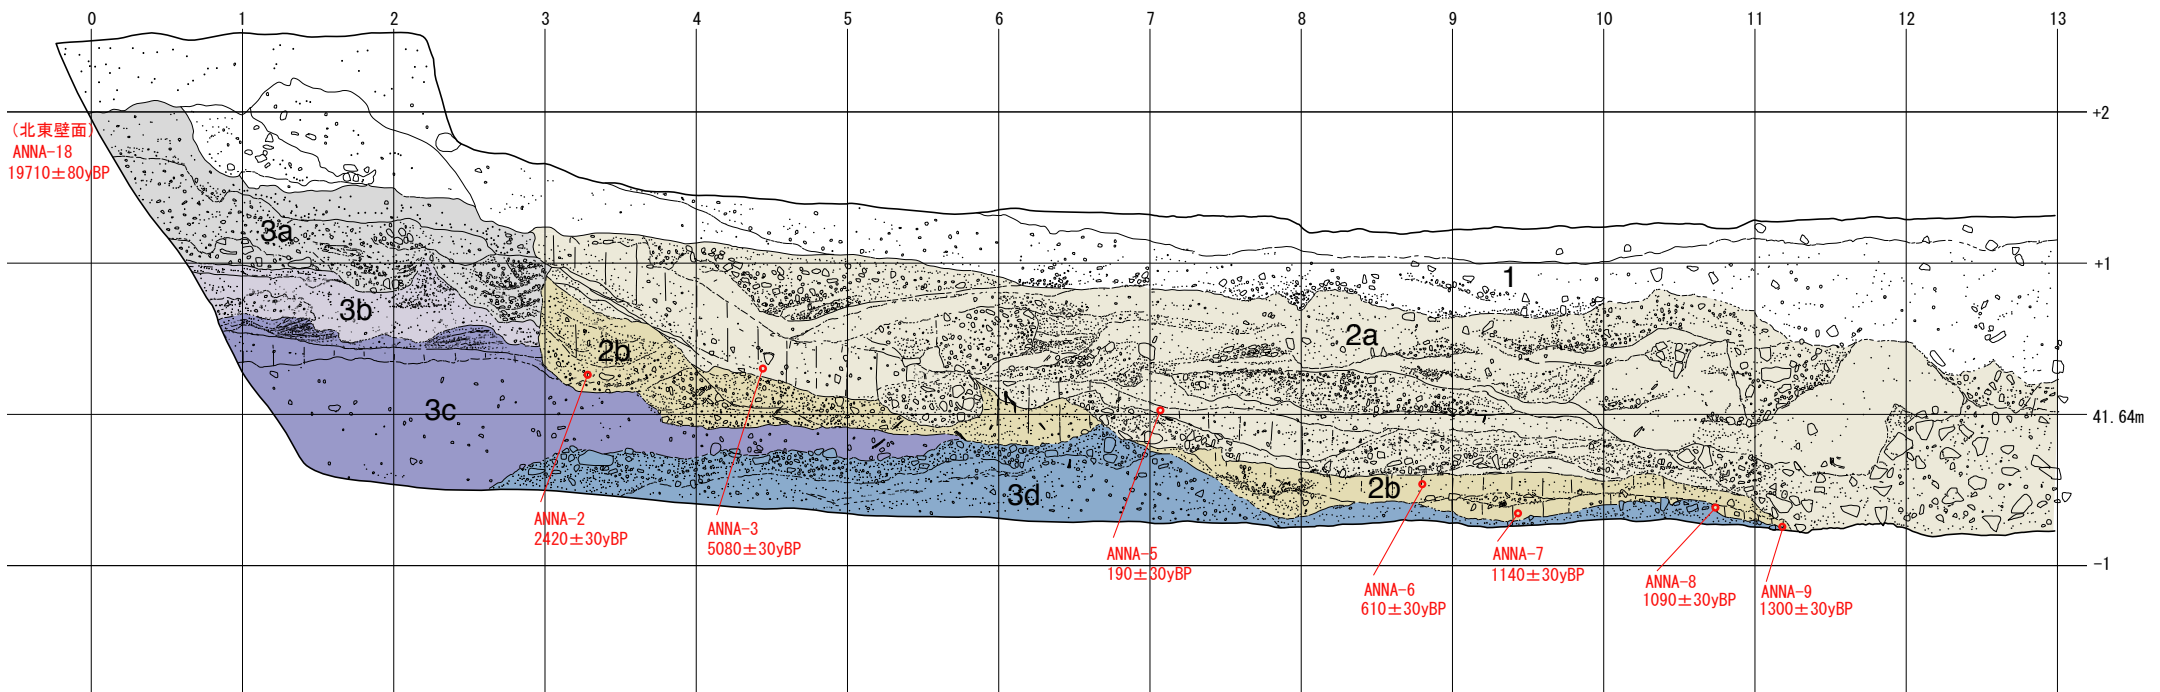 0 1 2 3 4 5 6 7 8 9 10 11 12 13
+2
(北東壁面)
ANNA-18
19710±80yBP
3a
+1
1
3b
2a
2b
3c
41.64m
3d
2b
ANNA-2
2420±30yBP
ANNA-3
5080±30yBP
ANNA-5
190±30yBP
ANNA-6
610±30yBP
ANNA-7
1140±30yBP
ANNA-8
1090±30yBP
ANNA-9
1300±30yBP
-1